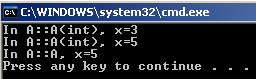 C:\WINDOWS\system32\cmd.exe
In A::A(int), x=3
In A::A(int), x=5
In A::A, x=5
Press any key to continue . . .